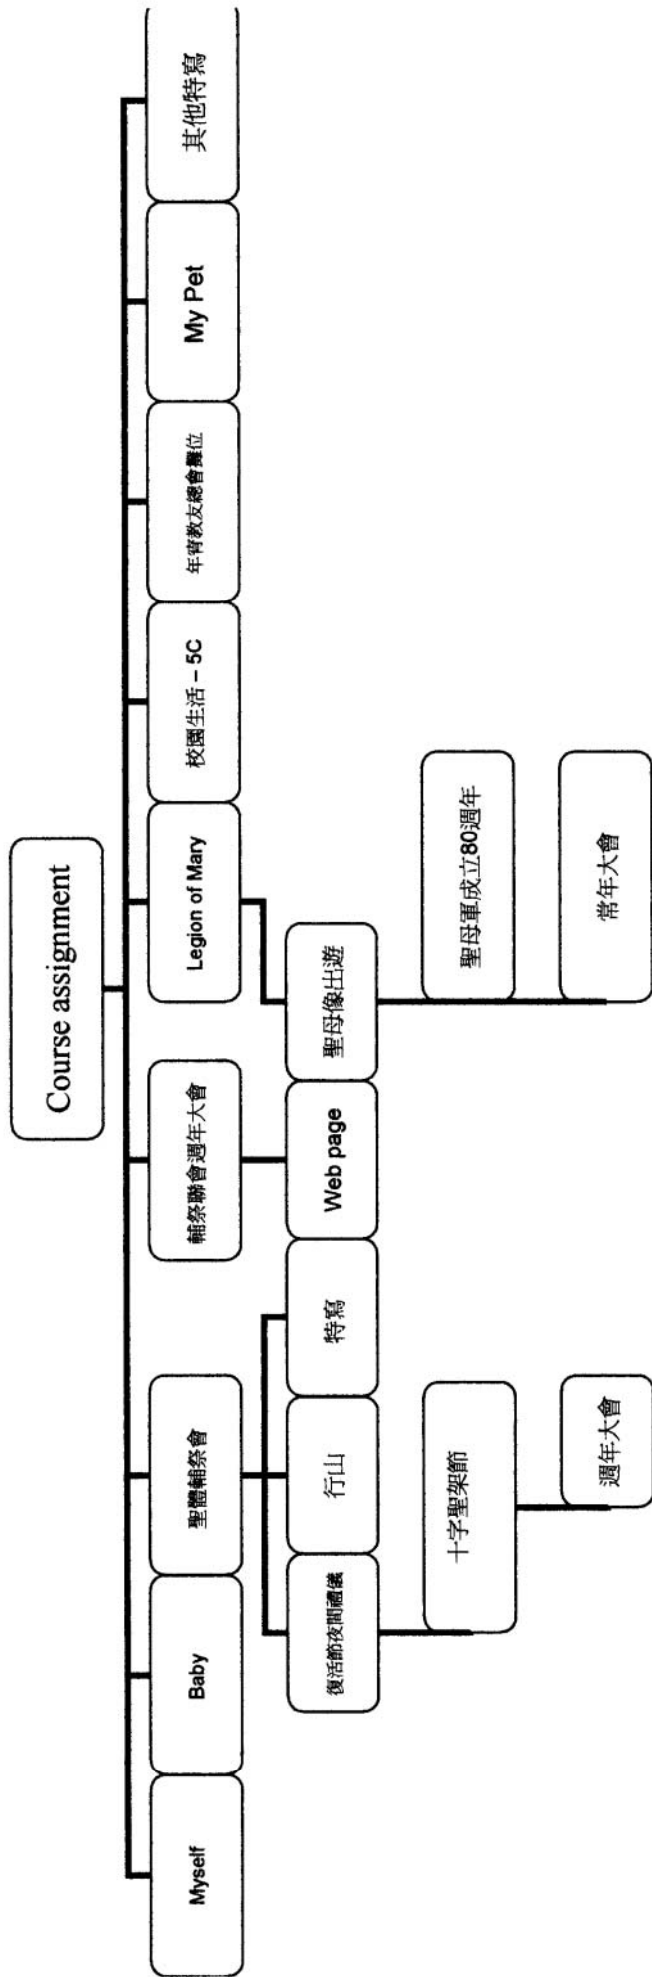 Course assignment
Myself
Baby
聖體輔祭會
輔祭聯會週年大會
Legion of Mary
校園生活 – 5C
年宵教友總會攤位
My Pet
其他特寫
復活節夜間禮儀
行山
特寫
Web page
聖母像出遊
十字聖架節
聖母軍成立80週年
週年大會
常年大會